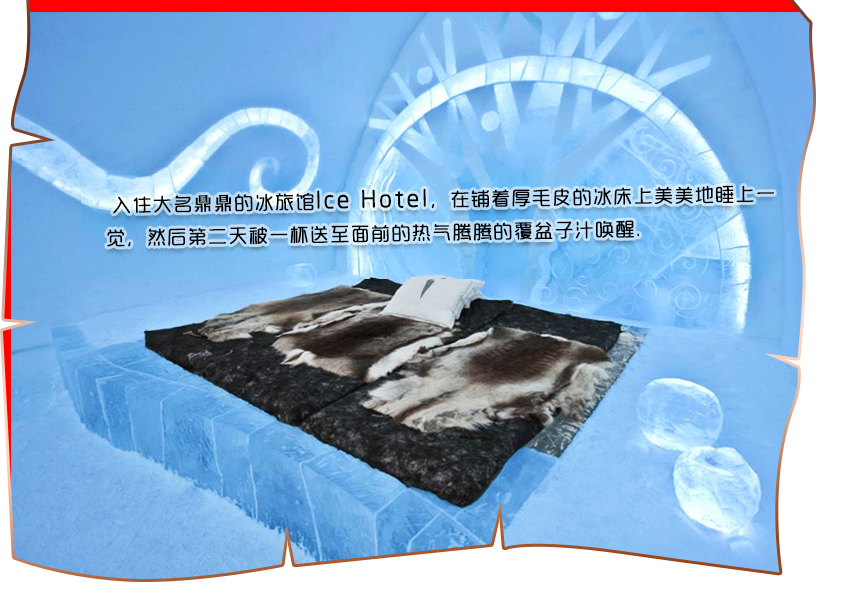 入住大名鼎鼎的冰旅馆Ice Hotel，在铺着厚毛皮的冰床上美美地睡上一
觉，然后第二天被一杯送至面前的热气腾腾的覆盆子汁唤醒.